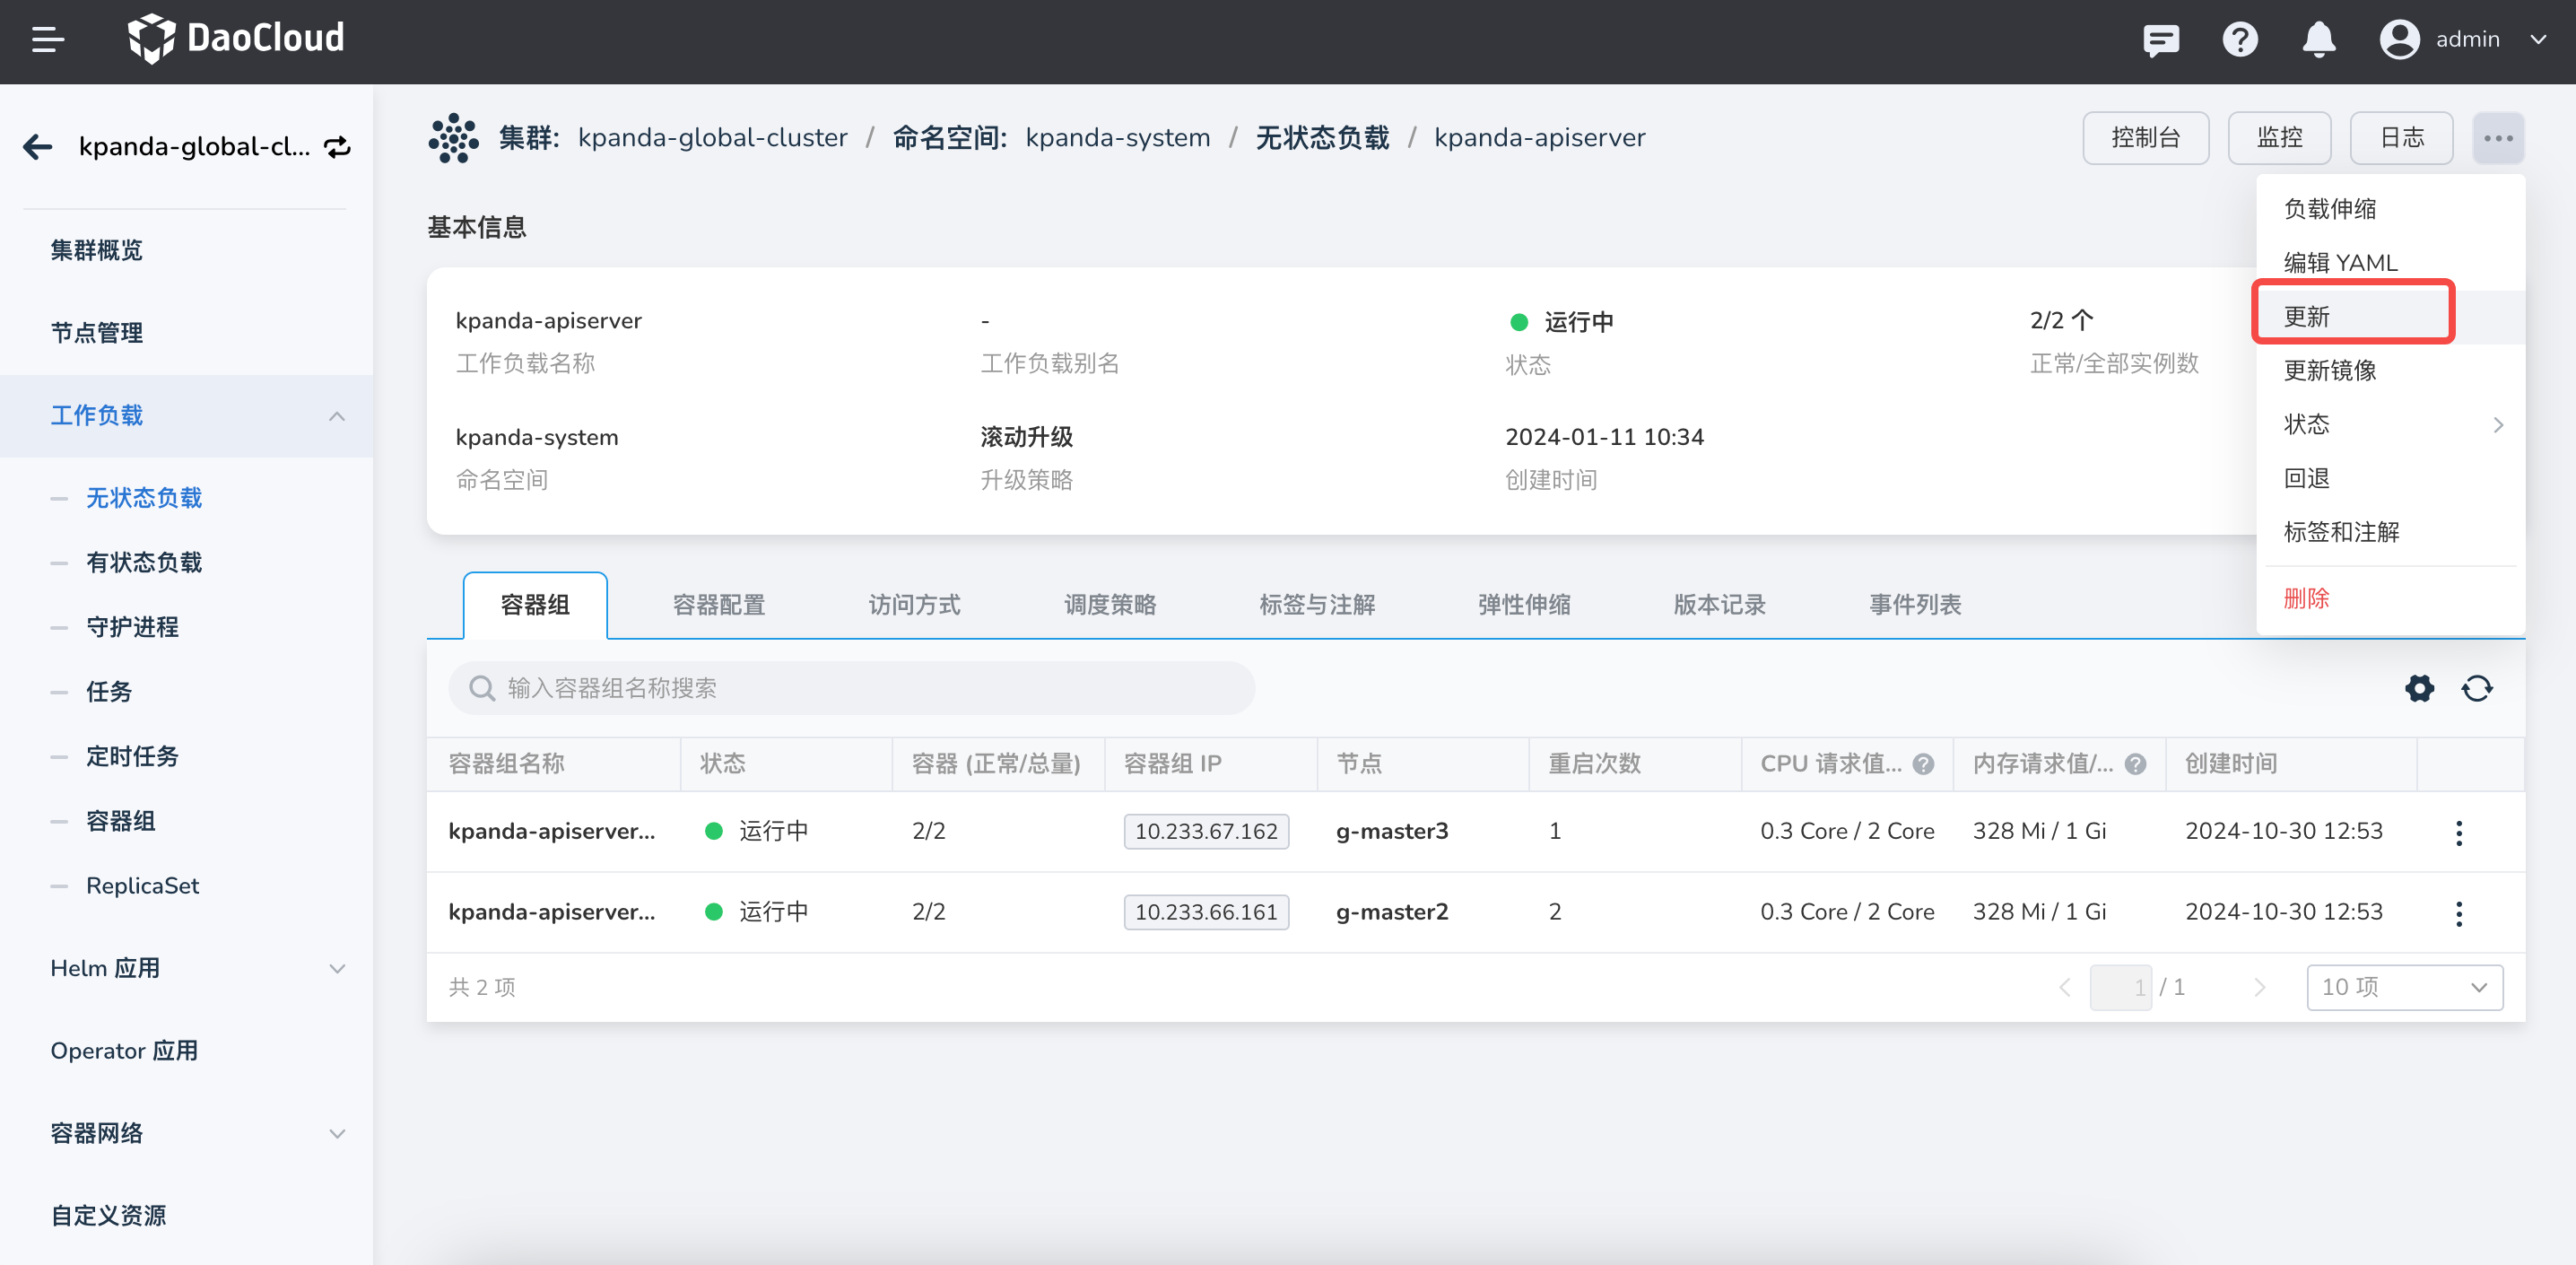 DaoCloud
admin
kpanda-global-cl...
集群: kpanda-global-cluster / 命名空间: kpanda-system / 无状态负载 / kpanda-apiserver
控制台
监控
日志
负载伸缩
编辑 YAML
更新
更新镜像
状态
回退
标签和注解
删除
集群概览
节点管理
工作负载
无状态负载
有状态负载
守护进程
任务
定时任务
容器组
ReplicaSet
Helm 应用
Operator 应用
容器网络
自定义资源
基本信息
kpanda-apiserver
工作负载名称
-
工作负载别名
运行中
状态
2/2 个
正常/全部实例数
kpanda-system
命名空间
滚动升级
升级策略
2024-01-11 10:34
创建时间
容器组 容器配置 访问方式 调度策略 标签与注解 弹性伸缩 版本记录 事件列表
输入容器组名称搜索
容器组名称 状态 容器 (正常/总量) 容器组 IP 节点 重启次数 CPU 请求值... 内存请求值/... 创建时间
kpanda-apiserver... 运行中 2/2 10.233.67.162 g-master3 1 0.3 Core / 2 Core 328 Mi / 1 Gi 2024-10-30 12:53
kpanda-apiserver... 运行中 2/2 10.233.66.161 g-master2 2 0.3 Core / 2 Core 328 Mi / 1 Gi 2024-10-30 12:53
共 2 项
1 / 1
10 项